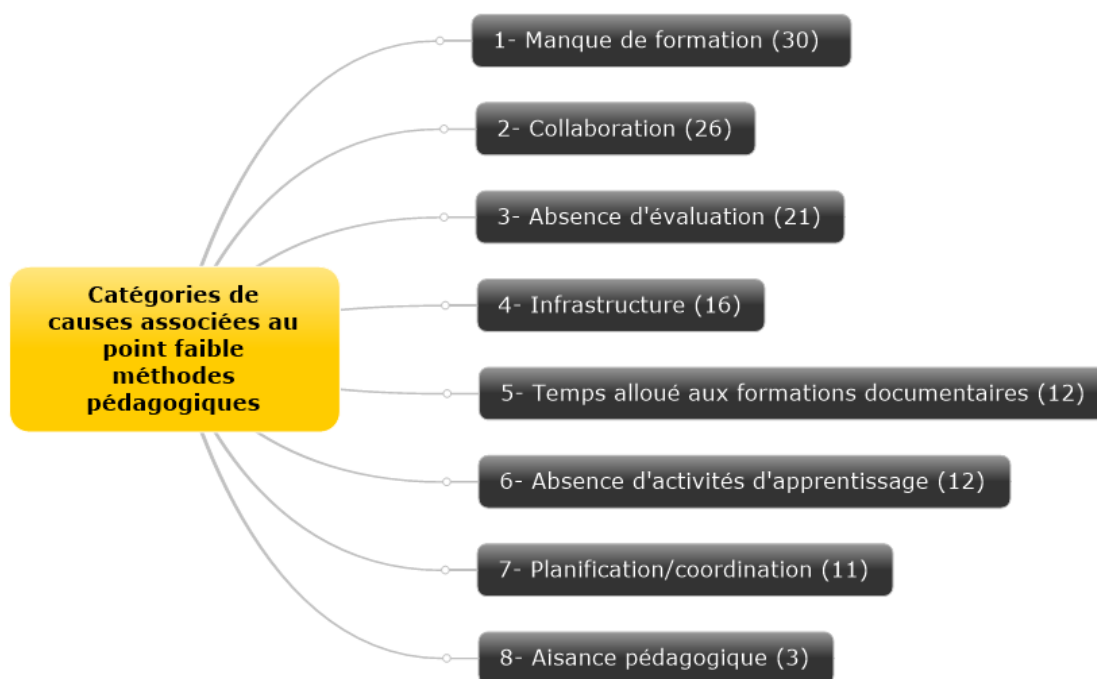 1- Manque de formation (30)
2- Collaboration (26)
3- Absence d'évaluation (21)
Catégories de
causes associées au
point faible
méthodes
pédagogiques
4- Infrastructure (16)
5- Temps alloué aux formations documentaires (12)
6- Absence d'activités d'apprentissage (12)
7- Planification/coordination (11)
8- Aisance pédagogique (3)